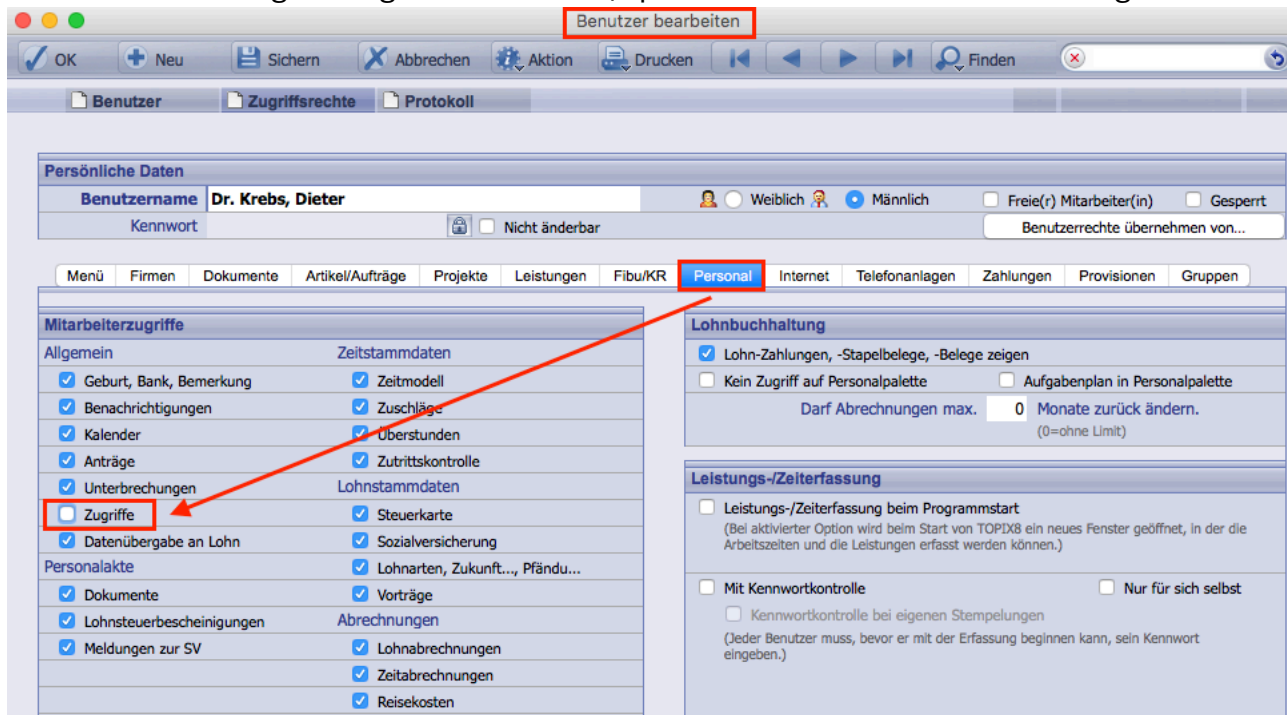 Benutzer bearbeiten
OK Neu Sichern Abbrechen Aktion Drucken Finden
Benutzer Zugriffsrechte Protokoll
Persönliche Daten
Benutzername Dr. Krebs, Dieter Weiblich Männlich Freie(r) Mitarbeiter(in) Gesperrt
Kennwort Nicht änderbar Benutzerrechte übernehmen von...
Menü Firmen Dokumente Artikel/Aufträge Projekte Leistungen Fibu/KR Personal Internet Telefonanlagen Zahlungen Provisionen Gruppen
Mitarbeiterzugriffe
Allgemein Zeitstammdaten
Geburt, Bank, Bemerkung Zeitmodell
Benachrichtigungen Zuschläge
Kalender Überstunden
Anträge Zutrittskontrolle
Unterbrechungen Lohnstammdaten
Zugriffe Steuerkarte
Datenübergabe an Lohn Sozialversicherung
Personalakte Lohnarten, Zukunft..., Pfändu...
Dokumente Vorträge
Lohnsteuerbescheinigungen Abrechnungen
Meldungen zur SV Lohnabrechnungen
Zeitabrechnungen
Reisekosten
Lohnbuchhaltung
Lohn-Zahlungen, -Stapelbelege, -Belege zeigen
Kein Zugriff auf Personalpalette Aufgabenplan in Personalpalette
Darf Abrechnungen max. 0 Monate zurück ändern.
(0=ohne Limit)
Leistungs-/Zeiterfassung
Leistungs-/Zeiterfassung beim Programmstart
(Bei aktivierter Option wird beim Start von TOPIX8 ein neues Fenster geöffnet, in der die
Arbeitszeiten und die Leistungen erfasst werden können.)
Mit Kennwortkontrolle Nur für sich selbst
Kennwortkontrolle bei eigenen Stempelungen
(Jeder Benutzer muss, bevor er mit der Erfassung beginnen kann, sein Kennwort
eingeben.)